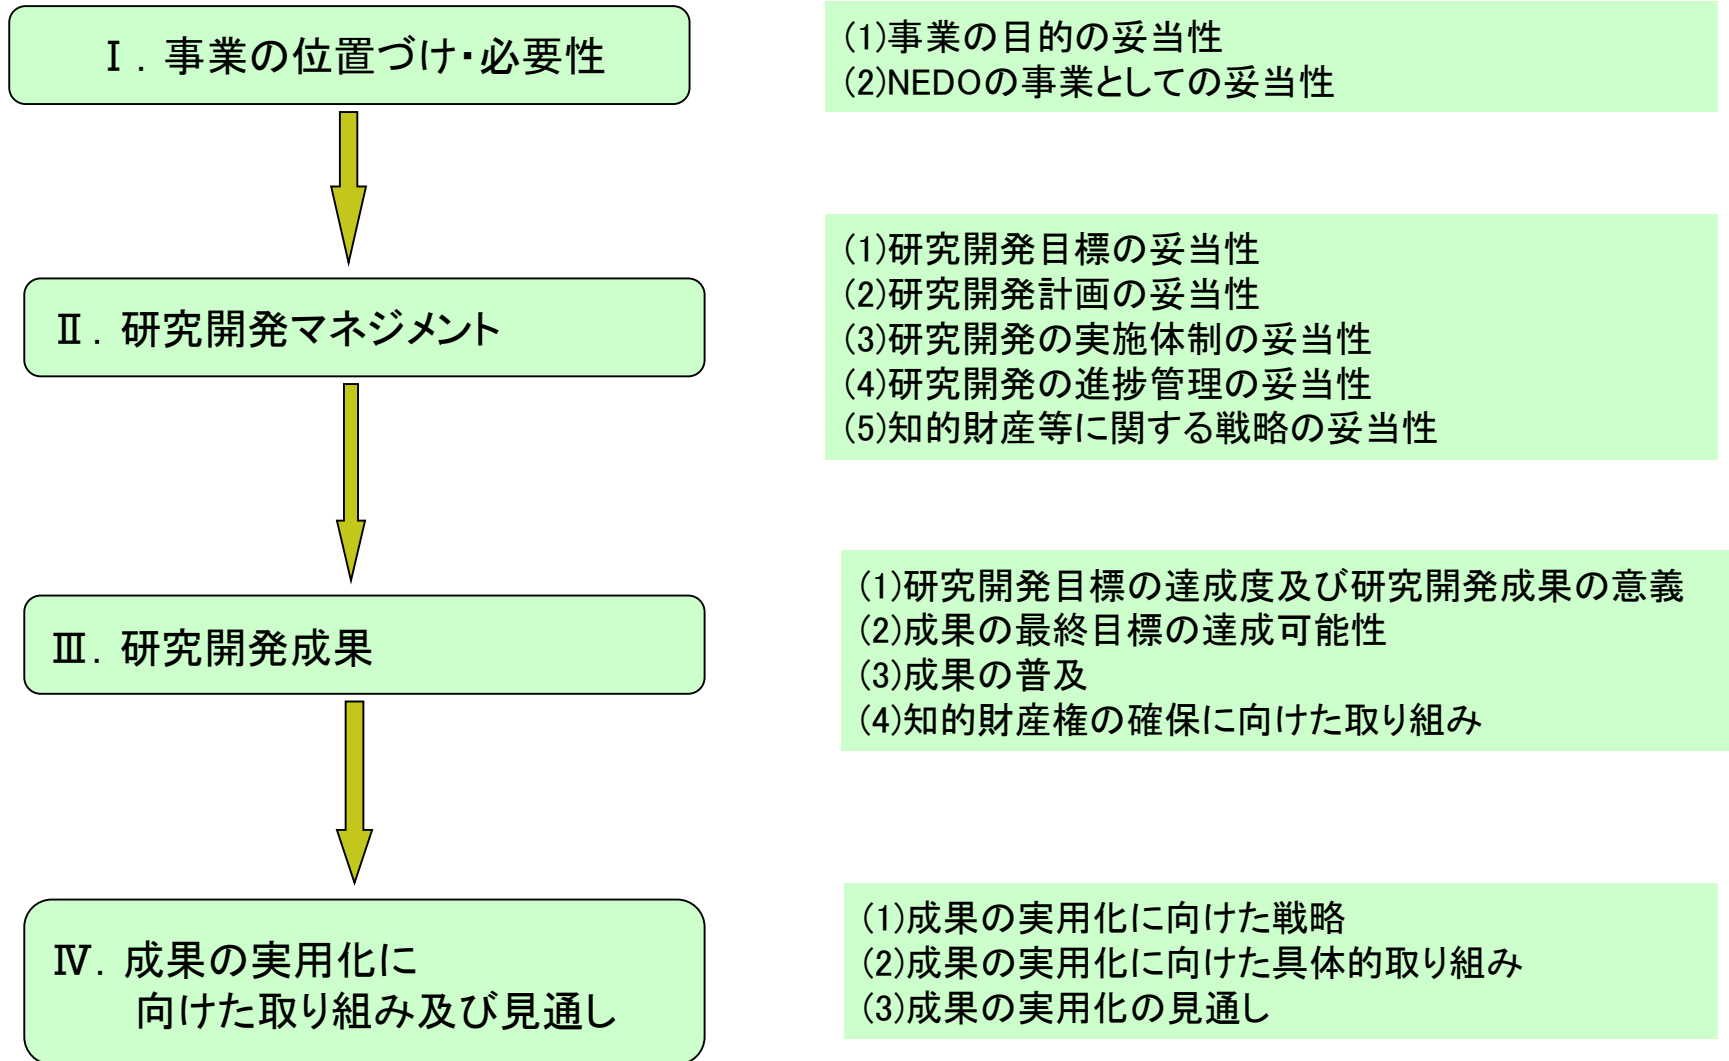 Ⅰ. 事業の位置づけ・必要性
(1)事業の目的の妥当性
(2)NEDOの事業としての妥当性
Ⅱ. 研究開発マネジメント
(1)研究開発目標の妥当性
(2)研究開発計画の妥当性
(3)研究開発の実施体制の妥当性
(4)研究開発の進捗管理の妥当性
(5)知的財産等に関する戦略の妥当性
Ⅲ. 研究開発成果
(1)研究開発目標の達成度及び研究開発成果の意義
(2)成果の最終目標の達成可能性
(3)成果の普及
(4)知的財産権の確保に向けた取り組み
Ⅳ. 成果の実用化に
向けた取り組み及び見通し
(1)成果の実用化に向けた戦略
(2)成果の実用化に向けた具体的取り組み
(3)成果の実用化の見通し